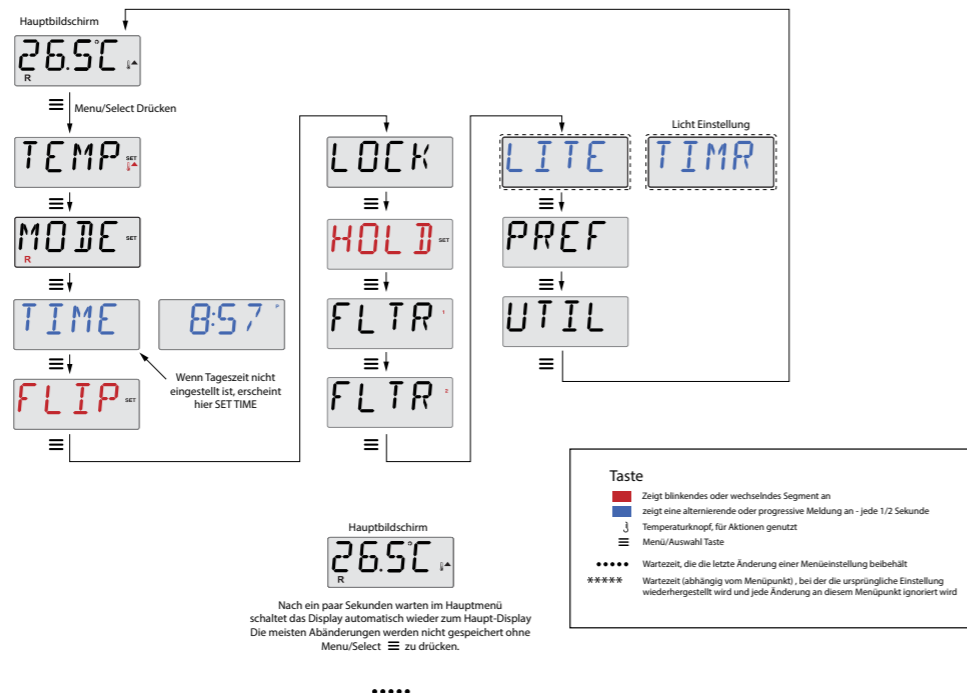 Hauptbildschirm
26.5°C
R
Menu/Select Drücken
TEMP SET
MODE SET
R
TIME
8:57 P
Wenn Tageszeit nicht
eingestellt ist, erscheint
hier SET TIME
FLIP SET
LOCK
HOLD SET
FLTR 1
FLTR 2
Licht Einstellung
LITE
TIMR
PREF
UTIL
Hauptbildschirm
26.5°C
R
Nach ein paar Sekunden warten im Hauptmenü
schaltet das Display automatisch wieder zum Haupt-Display
Die meisten Abänderungen werden nicht gespeichert ohne
Menu/Select ☰ zu drücken.
Taste
Zeigt blinkendes oder wechselndes Segment an
zeigt eine alternierende oder progressive Meldung an - jede 1/2 Sekunde
Temperaturknopf, für Aktionen genutzt
Menü/Auswahl Taste
••••• Wartezeit, die die letzte Änderung einer Menüeinstellung beibehält
***** Wartezeit (abhängig vom Menüpunkt) , bei der die ursprüngliche Einstellung
wiederhergestellt wird und jede Änderung an diesem Menüpunkt ignoriert wird
•••••